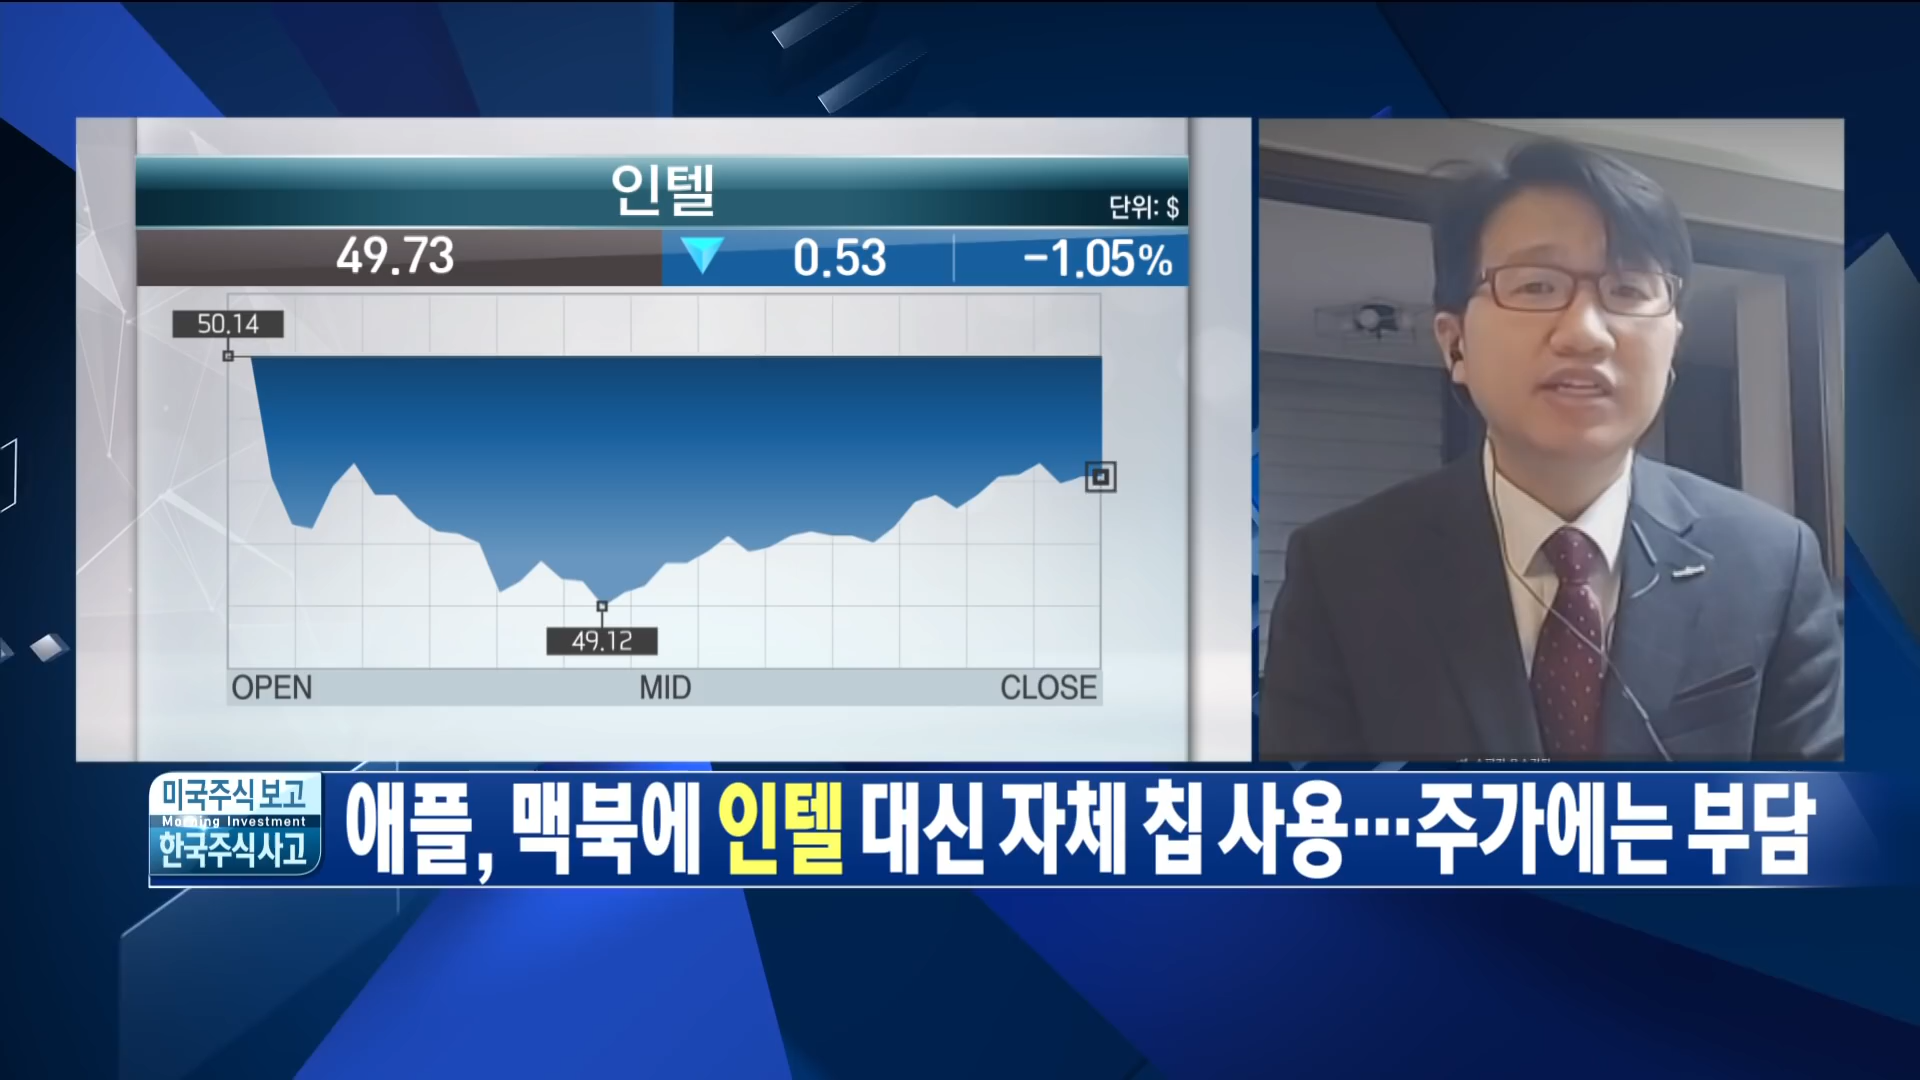 인텔
단위: $
49.73 0.53 -1.05%
50.14
49.12
OPEN MID CLOSE
미국주식 보고
Morning Investment
한국주식 사고
애플, 맥북에 인텔 대신 자체 칩 사용…주가에는 부담